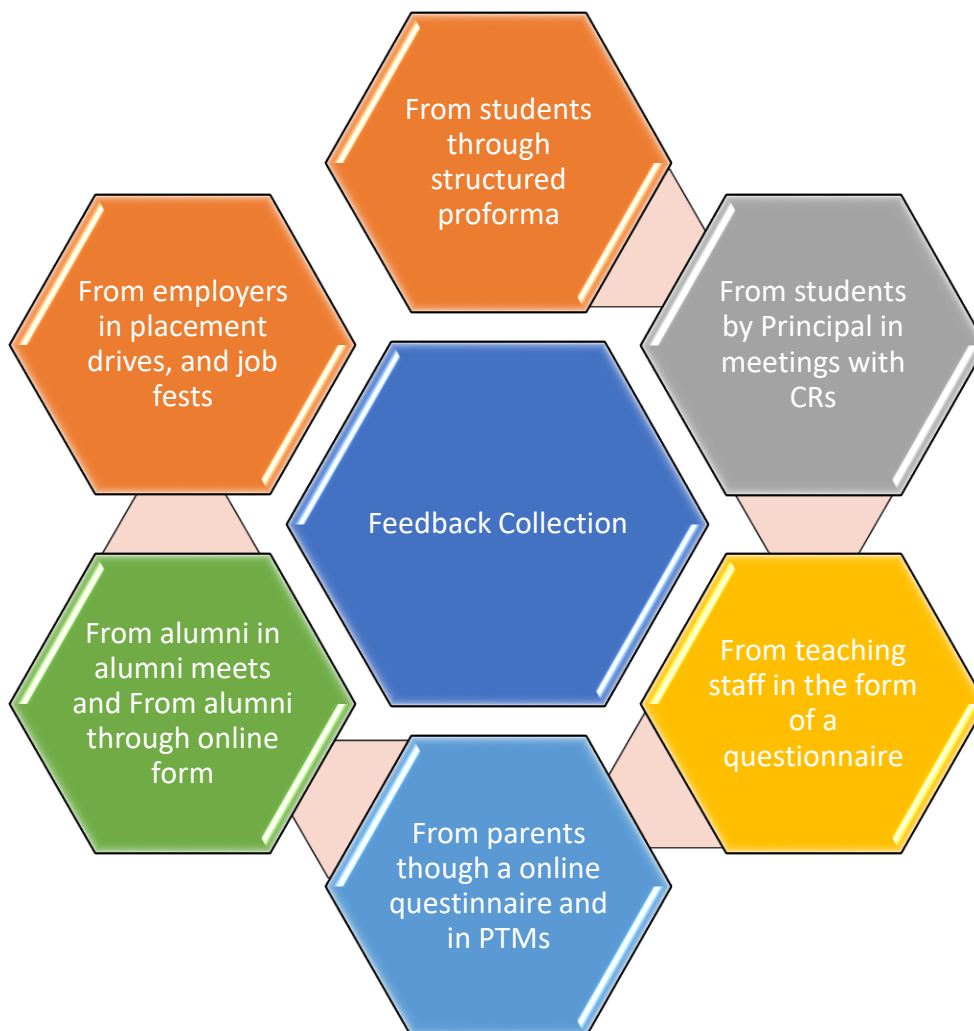 From students
through
structured
proforma
From employers
in placement
drives, and job
fests
From students
by Principal in
meetings with
CRs
Feedback Collection
From alumni in
alumni meets
and From alumni
through online
form
From teaching
staff in the form
of a
questionnaire
From parents
though a online
questinnaire and
in PTMs